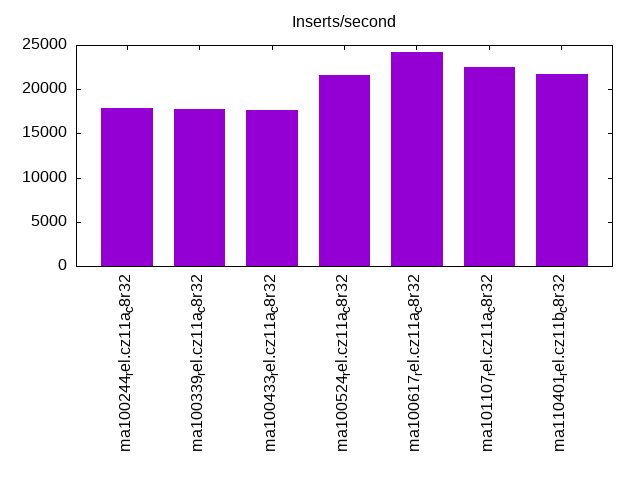 Inserts/second
25000
20000
15000
10000
5000
0
ma100244rel.cz11ac8r32
ma100339rel.cz11ac8r32
ma100433rel.cz11ac8r32
ma100524rel.cz11ac8r32
ma100617rel.cz11ac8r32
ma101107rel.cz11ac8r32
ma110401rel.cz11bc8r32